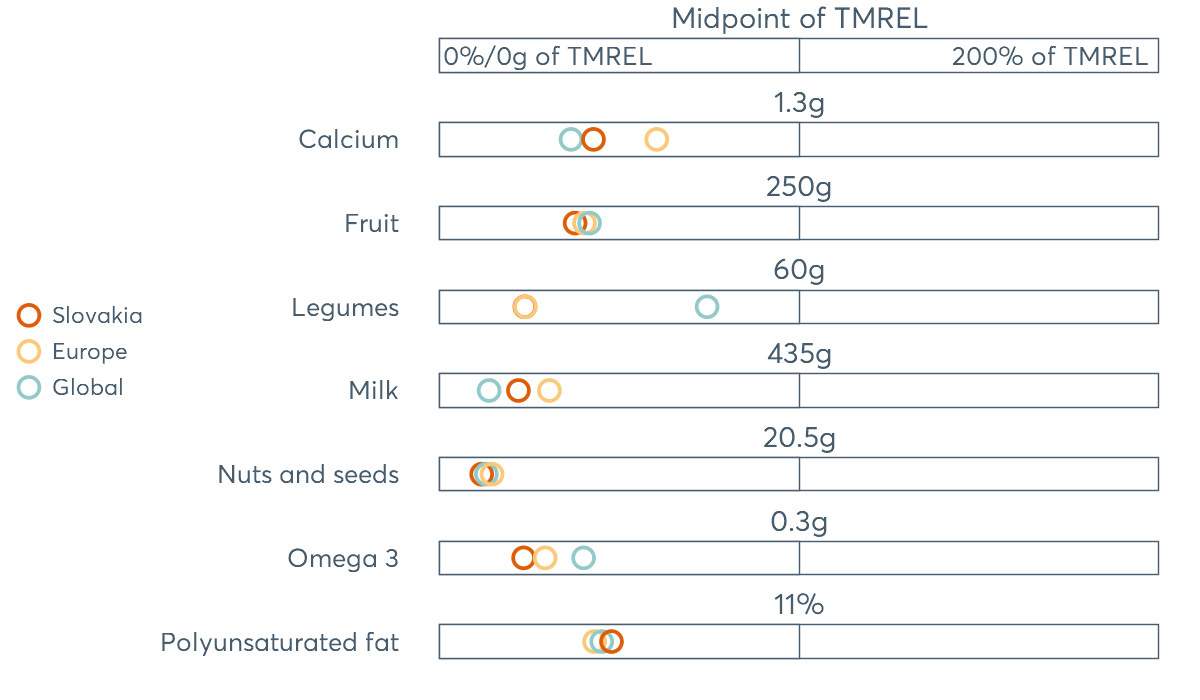 Midpoint of TMREL
0%/0g of TMREL
200% of TMREL
1.3g
Calcium
250g
Fruit
60g
Legumes
Slovakia
Europe
Global
435g
Milk
20.5g
Nuts and seeds
0.3g
Omega 3
11%
Polyunsaturated fat